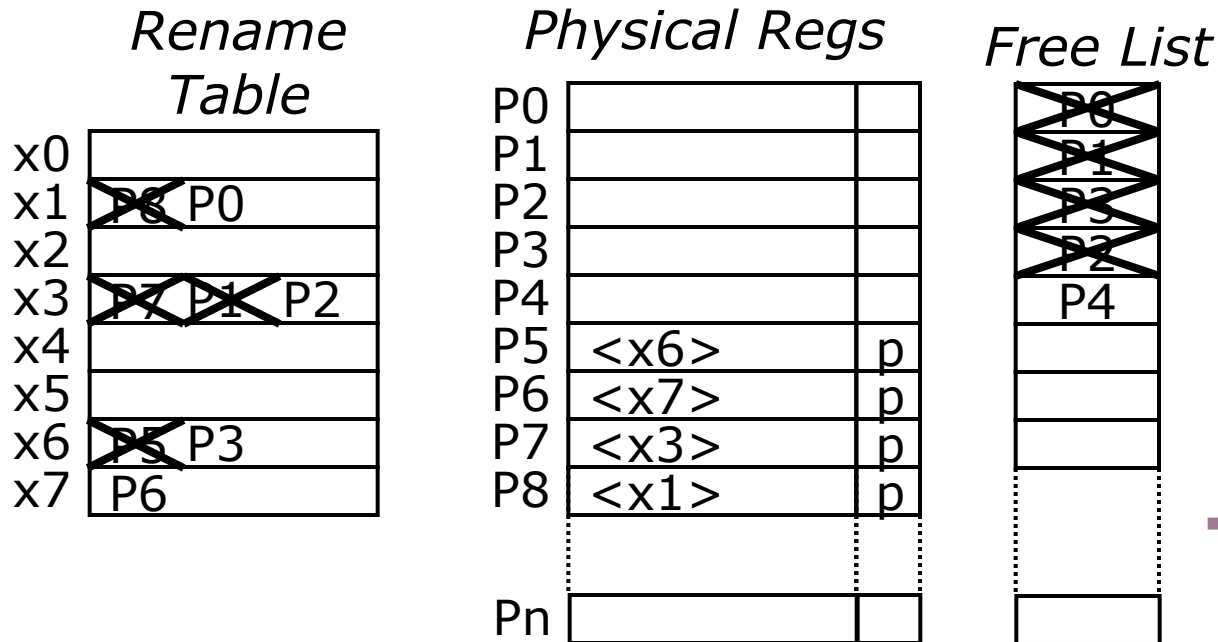 Rename
Table
x0
x1 P8 P0
x2
x3 P7 P1 P2
x4
x5
x6 P5 P3
x7 P6
Physical Regs
P0
P1
P2
P3
P4
P5 <x6> p
P6 <x7> p
P7 <x3> p
P8 <x1> p
Pn
Free List
P0
P1
P3
P2
P4